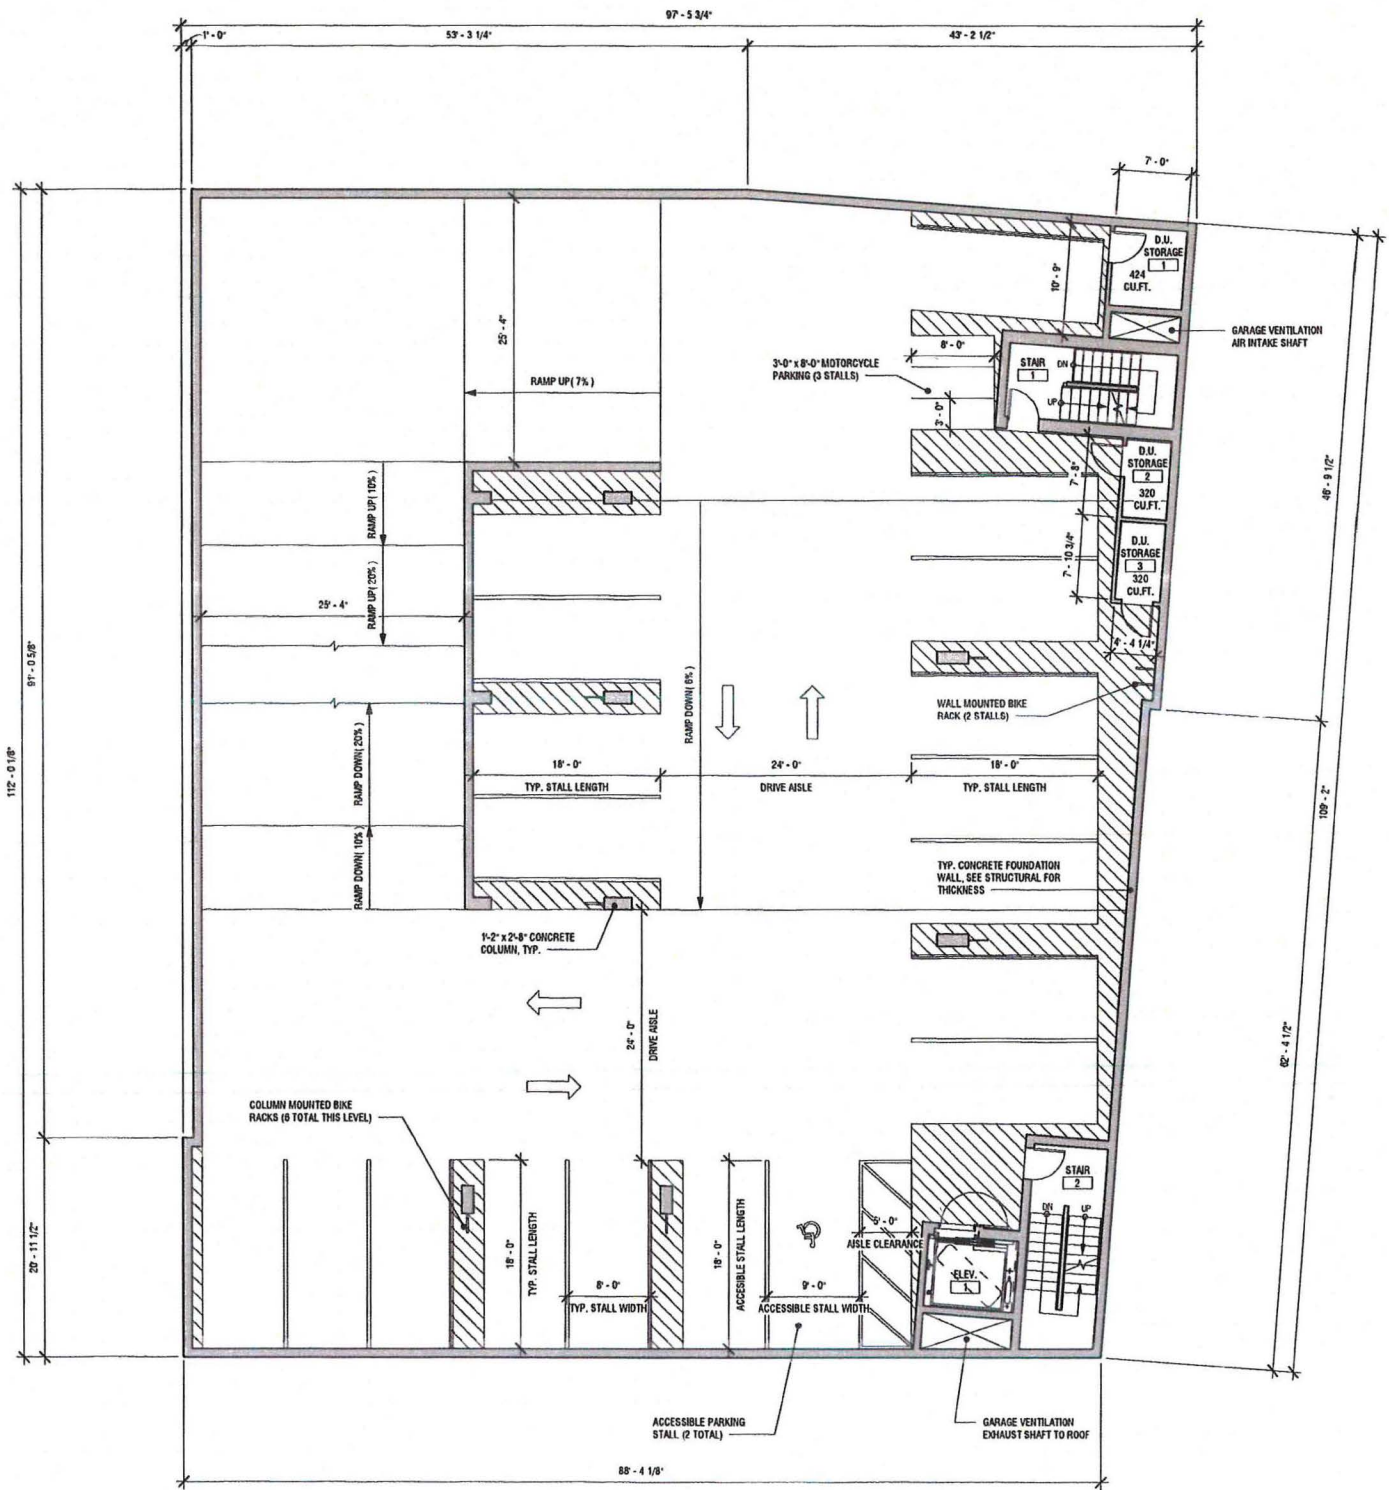 97' - 5 3/4"
1' - 0"
53' - 3 1/4"
43' - 2 1/2"
7' - 0"
D.U.
STORAGE
1
424
CU.FT.
10' - 9"
25' - 4"
GARAGE VENTILATION
AIR INTAKE SHAFT
8' - 0"
STAIR
1
DN
UP
3'-0" x 8'-0" MOTORCYCLE
PARKING (3 STALLS)
RAMP UP( 7% )
3' - 0"
D.U.
STORAGE
2
320
CU.FT.
7' - 8"
46' - 9 1/2"
RAMP UP( 10%)
D.U.
STORAGE
3
320
CU.FT.
7' - 10 3/4"
RAMP UP( 20% )
25' - 4"
4' - 4 1/4"
91' - 0 5/8"
RAMP DOWN( 6%)
WALL MOUNTED BIKE
RACK (2 STALLS)
RAMP DOWN( 20%)
112' - 0 1/8"
18' - 0"
24' - 0"
18' - 0"
TYP. STALL LENGTH
DRIVE AISLE
TYP. STALL LENGTH
109' - 2"
RAMP DOWN( 10%)
TYP. CONCRETE FOUNDATION
WALL, SEE STRUCTURAL FOR
THICKNESS
1'-2" x 2'-8" CONCRETE
COLUMN, TYP.
24' - 0"
DRIVE AISLE
62' - 4 1/2"
COLUMN MOUNTED BIKE
RACKS (6 TOTAL THIS LEVEL)
STAIR
2
DN
UP
20' - 11 1/2"
18' - 0"
TYP. STALL LENGTH
18' - 0"
ACCESIBLE STALL LENGTH
5' - 0"
AISLE CLEARANCE
8' - 0"
TYP. STALL WIDTH
9' - 0"
ACCESSIBLE STALL WIDTH
ELEV.
1
ACCESSIBLE PARKING
STALL (2 TOTAL)
GARAGE VENTILATION
EXHAUST SHAFT TO ROOF
88' - 4 1/8"